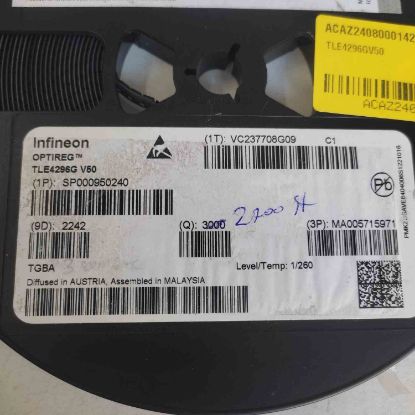 ACAZ2408000142
TLE4296GV50
ACAZ240
Infineon
OPTIREG™
TLE4296G V50
(1P): SP000950240
(1T): VC237708G09 C1
Pb
(9D): 2242
(Q): 3000
2200
(3P): MA005715971
TGBA
Level/Temp: 1/260
Diffused in AUSTRIA, Assembled in MALAYSIA